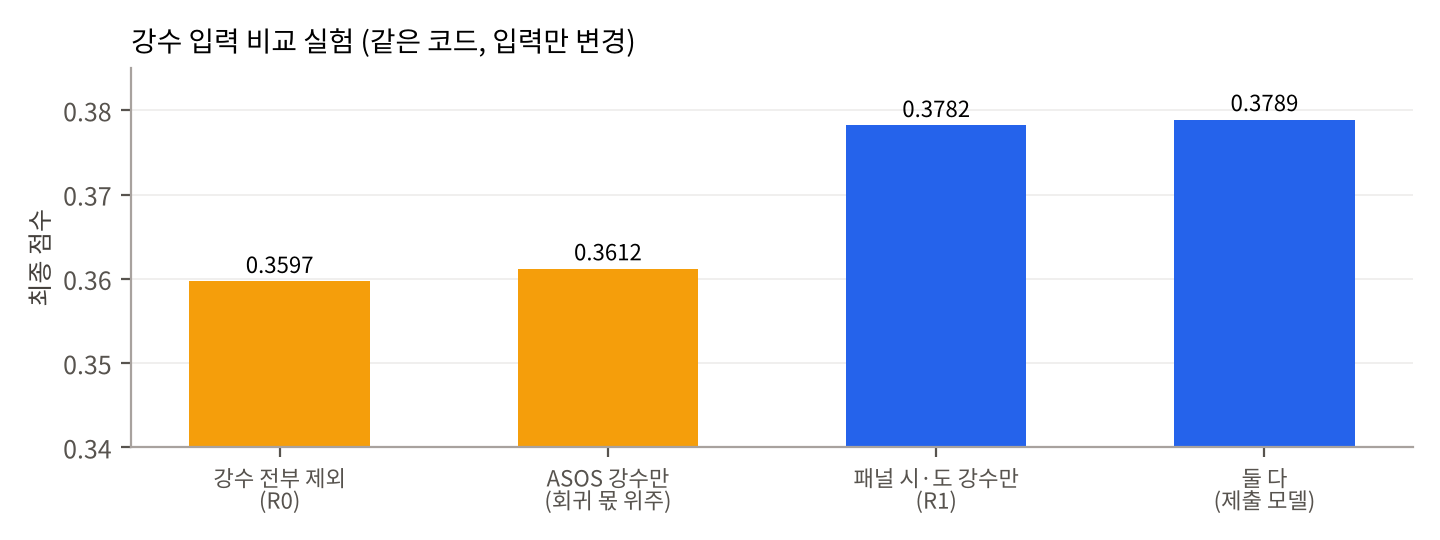 강수 입력 비교 실험 (같은 코드, 입력만 변경)
최종 점수
0.38
0.37
0.36
0.35
0.34
0.3597
0.3612
0.3782
0.3789
강수 전부 제외
(R0)
ASOS 강수만
(회귀 몫 위주)
패널 시·도 강수만
(R1)
둘 다
(제출 모델)